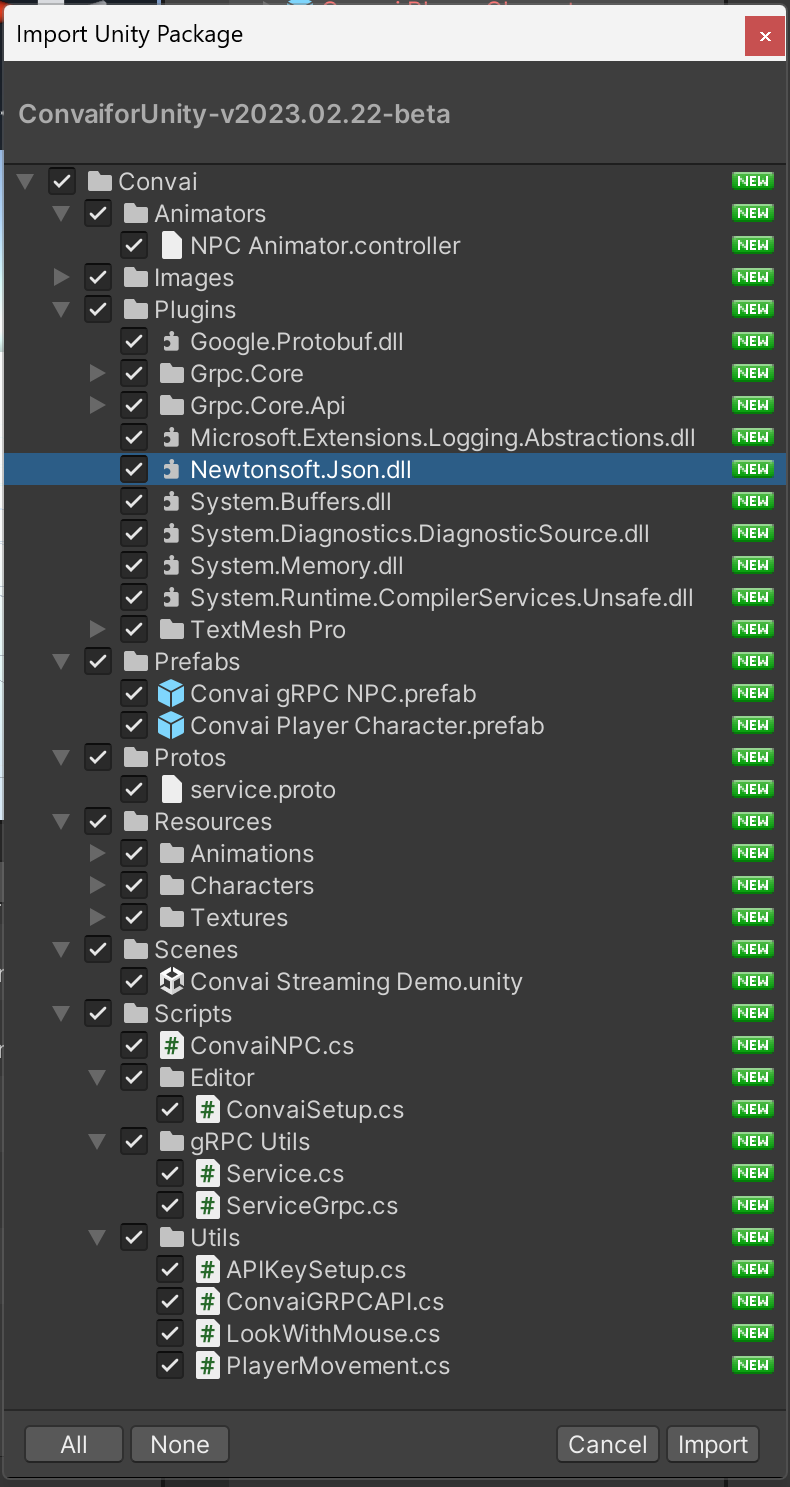 Import Unity Package
ConvaiforUnity-v2023.02.22-beta
Convai NEW
Animators NEW
NPC Animator.controller NEW
Images NEW
Plugins NEW
Google.Protobuf.dll NEW
Grpc.Core NEW
Grpc.Core.Api NEW
Microsoft.Extensions.Logging.Abstractions.dll NEW
Newtonsoft.Json.dll NEW
System.Buffers.dll NEW
System.Diagnostics.DiagnosticSource.dll NEW
System.Memory.dll NEW
System.Runtime.CompilerServices.Unsafe.dll NEW
TextMesh Pro NEW
Prefabs NEW
Convai gRPC NPC.prefab NEW
Convai Player Character.prefab NEW
Protos NEW
service.proto NEW
Resources NEW
Animations NEW
Characters NEW
Textures NEW
Scenes NEW
Convai Streaming Demo.unity NEW
Scripts NEW
# ConvaiNPC.cs NEW
Editor NEW
# ConvaiSetup.cs NEW
gRPC Utils NEW
# Service.cs NEW
# ServiceGrpc.cs NEW
Utils NEW
# APIKeySetup.cs NEW
# ConvaiGRPCAPI.cs NEW
# LookWithMouse.cs NEW
# PlayerMovement.cs NEW
All None Cancel Import